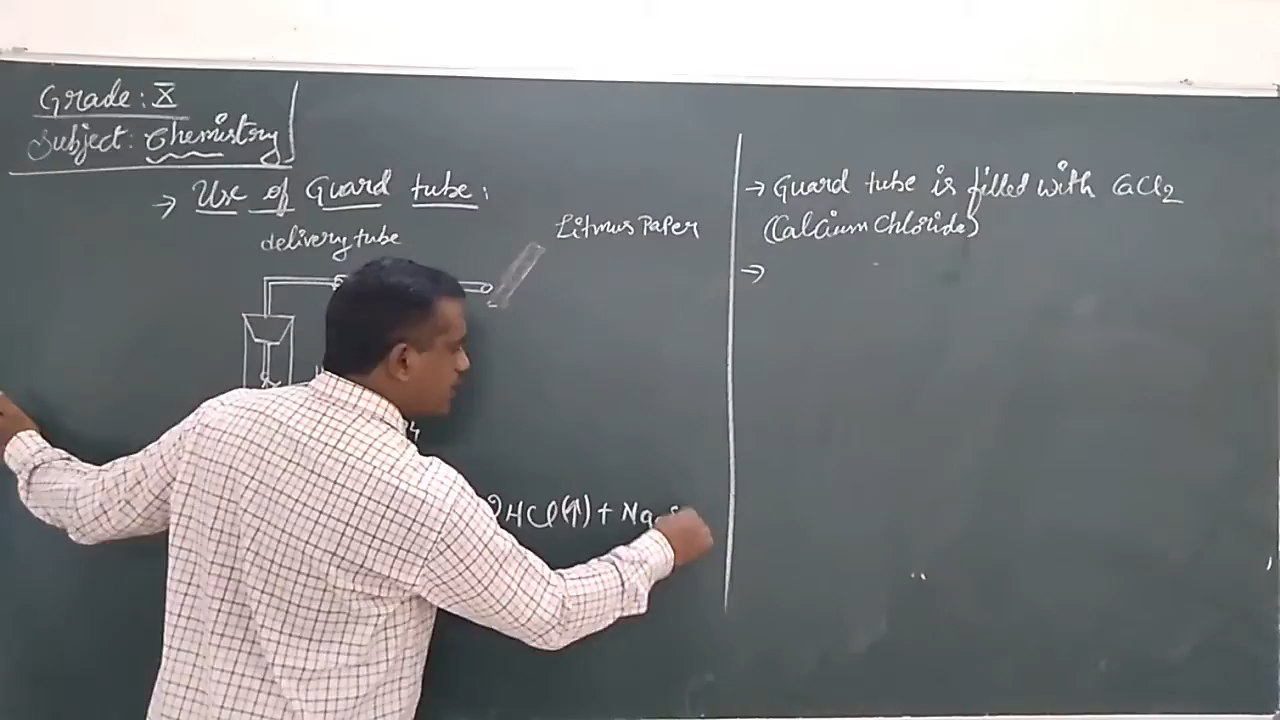 Grade: X
Subject: Chemistry
→ Use of Guard tube:
delivery tube
Litmus Paper
2HCl(↑) + Na
→ Guard tube is filled with CaCl2
(Calcium Chloride)
→